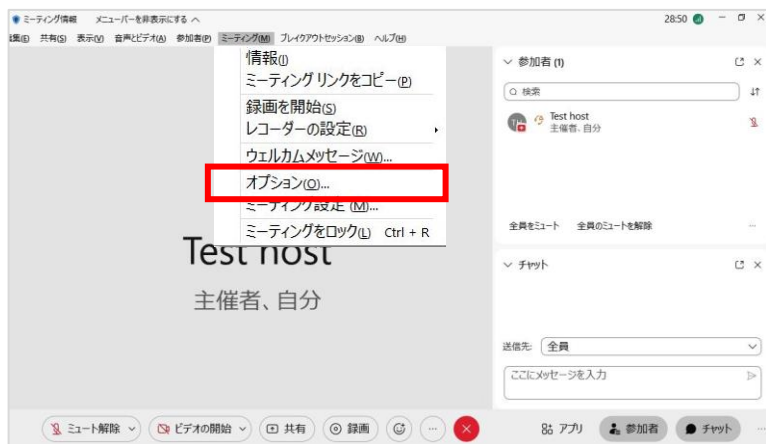 ミーティング情報 メニューバーを非表示にする 28:50
集(E) 共有(S) 表示(V) 音声とビデオ(A) 参加者(P) ミーティング(M) ブレイクアウトセッション(B) ヘルプ(H)
情報(I)
ミーティング リンクをコピー(P)
録画を開始(S)
レコーダーの設定(R)
ウェルカムメッセージ(W)...
オプション(O)...
ミーティング設定 (M)...
ミーティングをロック(L) Ctrl + R
Test host
主催者、自分
参加者 (1)
検索
TH
Test host
主催者, 自分
全員をミュート 全員のミュートを解除 ...
チャット
送信先: 全員
ここにメッセージを入力
ミュート解除 ビデオの開始 共有 録画 ... アプリ 参加者 チャット ...